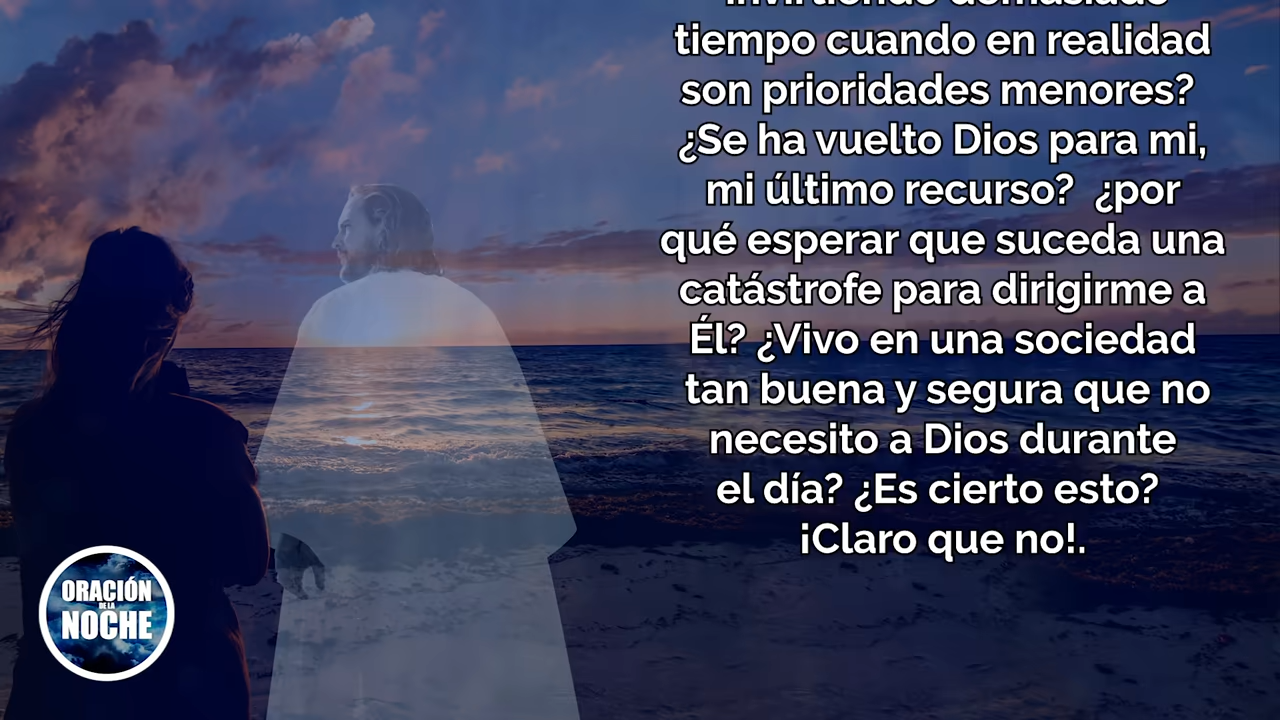 invirtiendo demasiado
tiempo cuando en realidad
son prioridades menores?
¿Se ha vuelto Dios para mi,
mi último recurso?  ¿por
qué esperar que suceda una
catástrofe para dirigirme a
Él? ¿Vivo en una sociedad
tan buena y segura que no
necesito a Dios durante
el día? ¿Es cierto esto?
¡Claro que no!.
ORACIÓN
DE LA
NOCHE